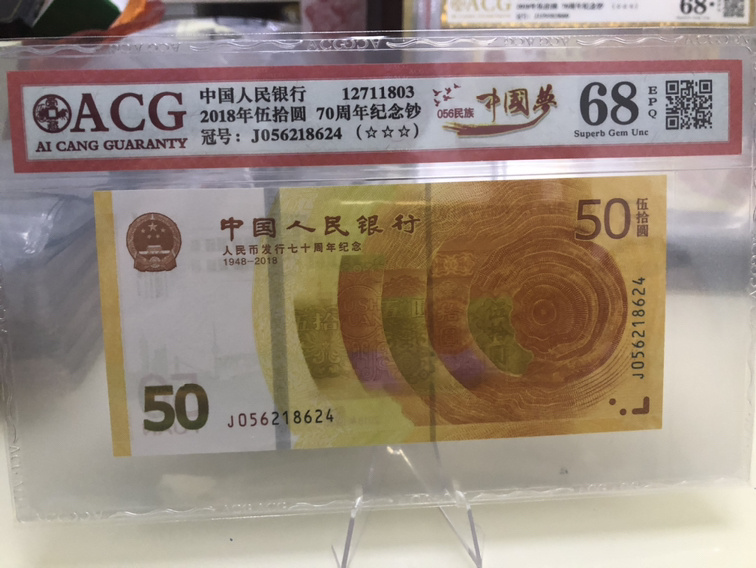 ACG
68
ACG
AI CANG GUARANTY
中国人民银行 12711803
2018年伍拾圆 70周年纪念钞
冠号：J056218624 (☆☆☆)
056民族
中國夢
68
EPQ
Superb Gem Unc
中国人民银行
人民币发行七十周年纪念
1948-2018
50
伍拾圆
J056218624
50
J056218624